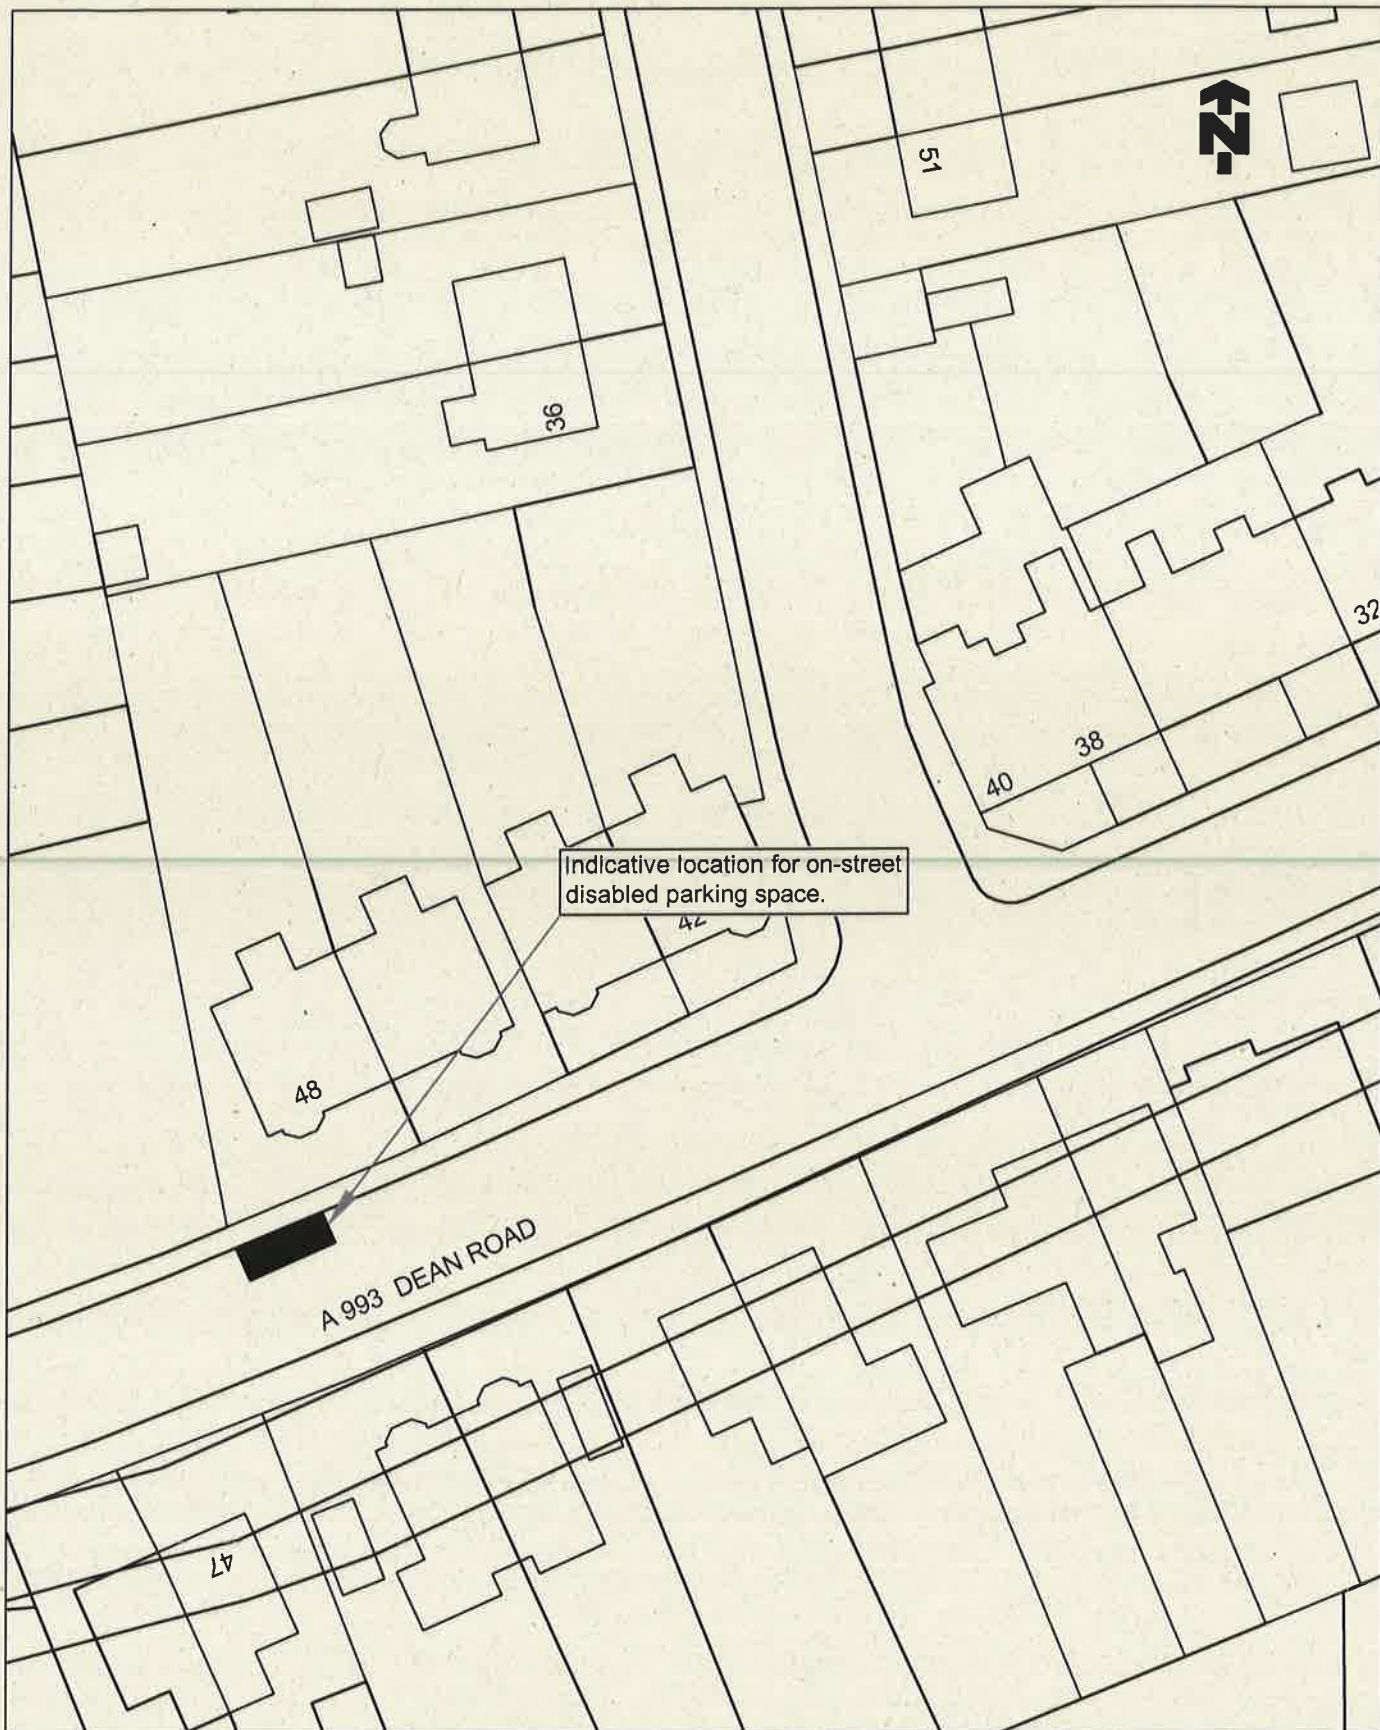 N
51
36
32
38
40
Indicative location for on-street
disabled parking space.
42
48
A 993 DEAN ROAD
47